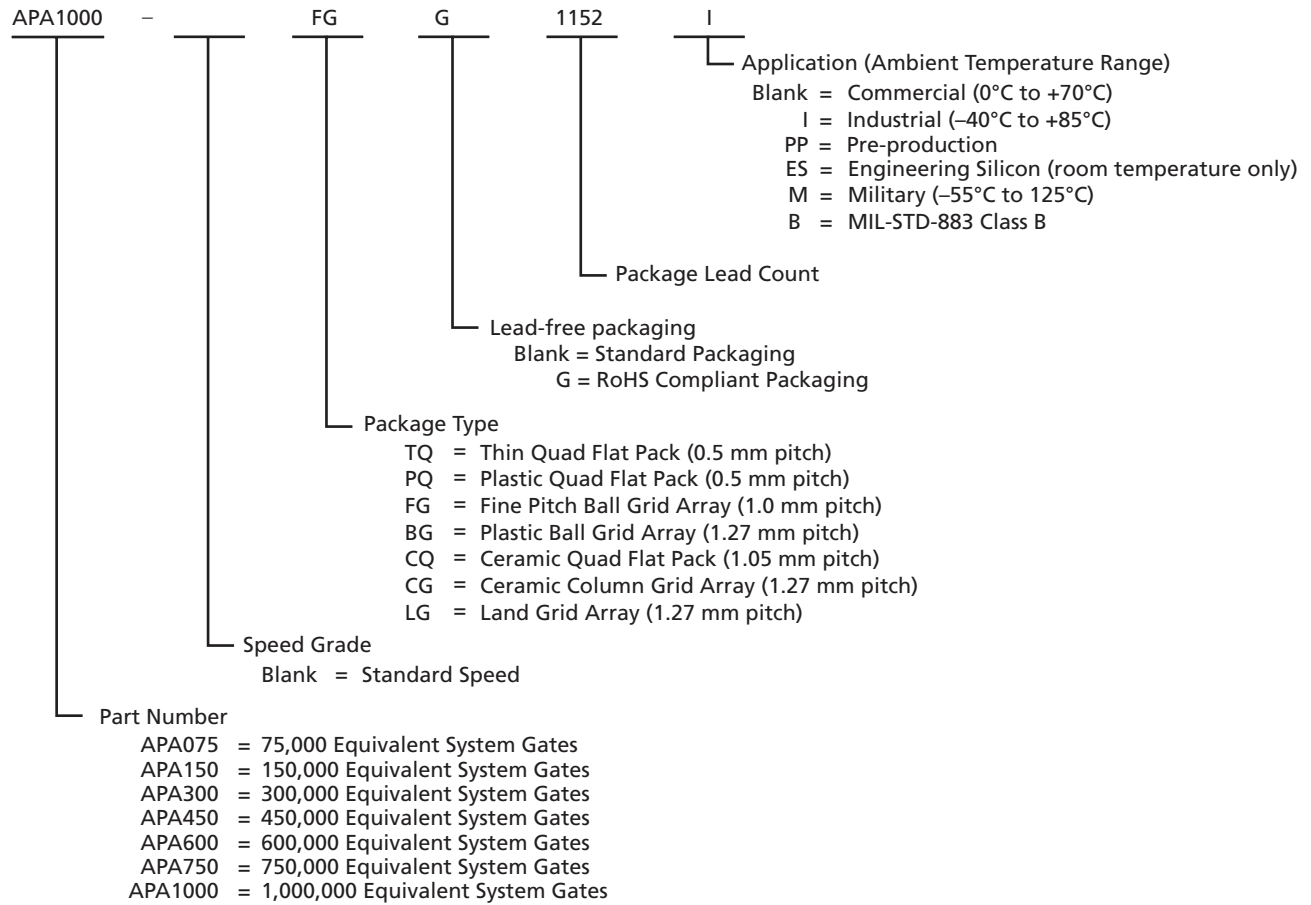 APA1000 – FG G 1152 I
Application (Ambient Temperature Range)
Blank = Commercial (0°C to +70°C)
I = Industrial (–40°C to +85°C)
PP = Pre-production
ES = Engineering Silicon (room temperature only)
M = Military (–55°C to 125°C)
B = MIL-STD-883 Class B
Package Lead Count
Lead-free packaging
Blank = Standard Packaging
G = RoHS Compliant Packaging
Package Type
TQ = Thin Quad Flat Pack (0.5 mm pitch)
PQ = Plastic Quad Flat Pack (0.5 mm pitch)
FG = Fine Pitch Ball Grid Array (1.0 mm pitch)
BG = Plastic Ball Grid Array (1.27 mm pitch)
CQ = Ceramic Quad Flat Pack (1.05 mm pitch)
CG = Ceramic Column Grid Array (1.27 mm pitch)
LG = Land Grid Array (1.27 mm pitch)
Speed Grade
Blank = Standard Speed
Part Number
APA075 = 75,000 Equivalent System Gates
APA150 = 150,000 Equivalent System Gates
APA300 = 300,000 Equivalent System Gates
APA450 = 450,000 Equivalent System Gates
APA600 = 600,000 Equivalent System Gates
APA750 = 750,000 Equivalent System Gates
APA1000 = 1,000,000 Equivalent System Gates